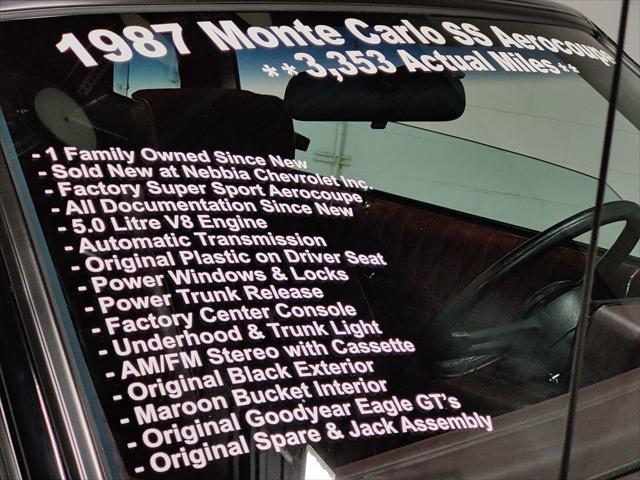 1987 Monte Carlo SS Aerocoupe
**3,353 Actual Miles**
- 1 Family Owned Since New
- Sold New at Nebbia Chevrolet Inc.
- Factory Super Sport Aerocoupe
- All Documentation Since New
- 5.0 Litre V8 Engine
- Automatic Transmission
- Original Plastic on Driver Seat
- Power Windows & Locks
- Power Trunk Release
- Factory Center Console
- Underhood & Trunk Light
- AM/FM Stereo with Cassette
- Original Black Exterior
- Maroon Bucket Interior
- Original Goodyear Eagle GT's
- Original Spare & Jack Assembly